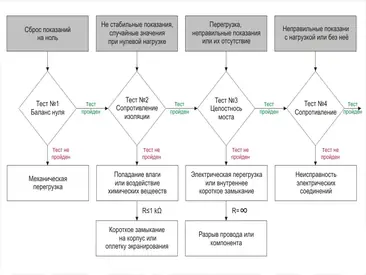 Сброс показаний
на ноль
Не стабильные показания,
случайные значения
при нулевой нагрузке
Перегрузка,
неправильные показания
или их отсутствие
Неправильные показани
с нагрузкой или без неё
Тест №1
Баланс нуля
Тест
пройден
Тест №2
Сопротивление
изоляции
Тест
пройден
Тест №3
Целостнось
моста
Тест
пройден
Тест №4
Сопротивление
Тест
пройден
Тест не
пройден
Тест не
пройден
Тест не
пройден
Тест не
пройден
Механическая
перегрузка
Попадание влаги
или воздействие
химических веществ
Электрическая перегрузка
или внутреннее
короткое замыкание
Неисправность
электрических
соединений
R≤1 kΩ
R=∞
Короткое замыкание
на корпус или
оплетку экранирования
Разрыв провода или
компонента